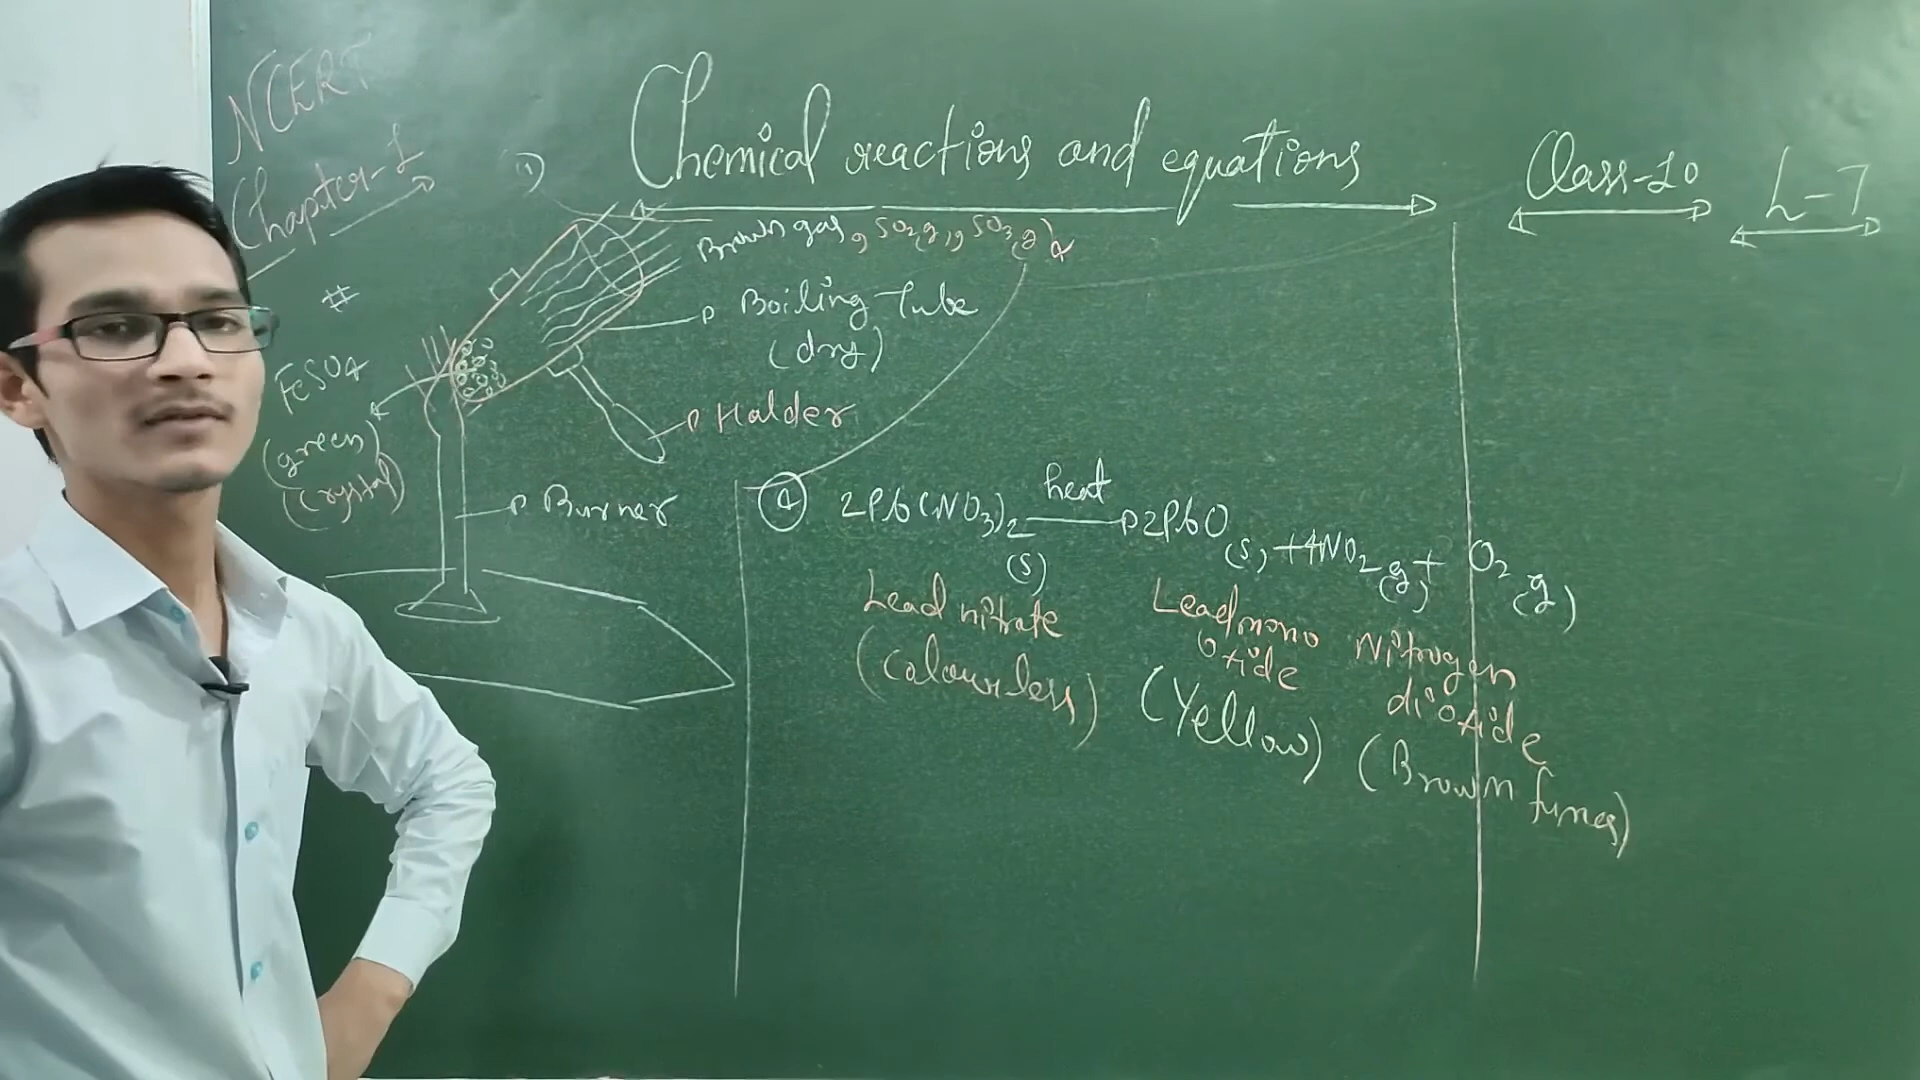 NCERT
Chapter-1
Chemical reactions and equations
Class-10
L-7
1)
Brown gas, SO2(g), SO3(g)
Boiling Tube
(dry)
Halder
#
FeSO4
(green)
(crystal)
Burner
2Pb(NO3)2(s) heat 2PbO(s) + 4NO2(g) + O2(g)
Lead nitrate
(Colourless)
Lead mono
oxide
(Yellow)
Nitrogen
dioxide
(Brown fumes)